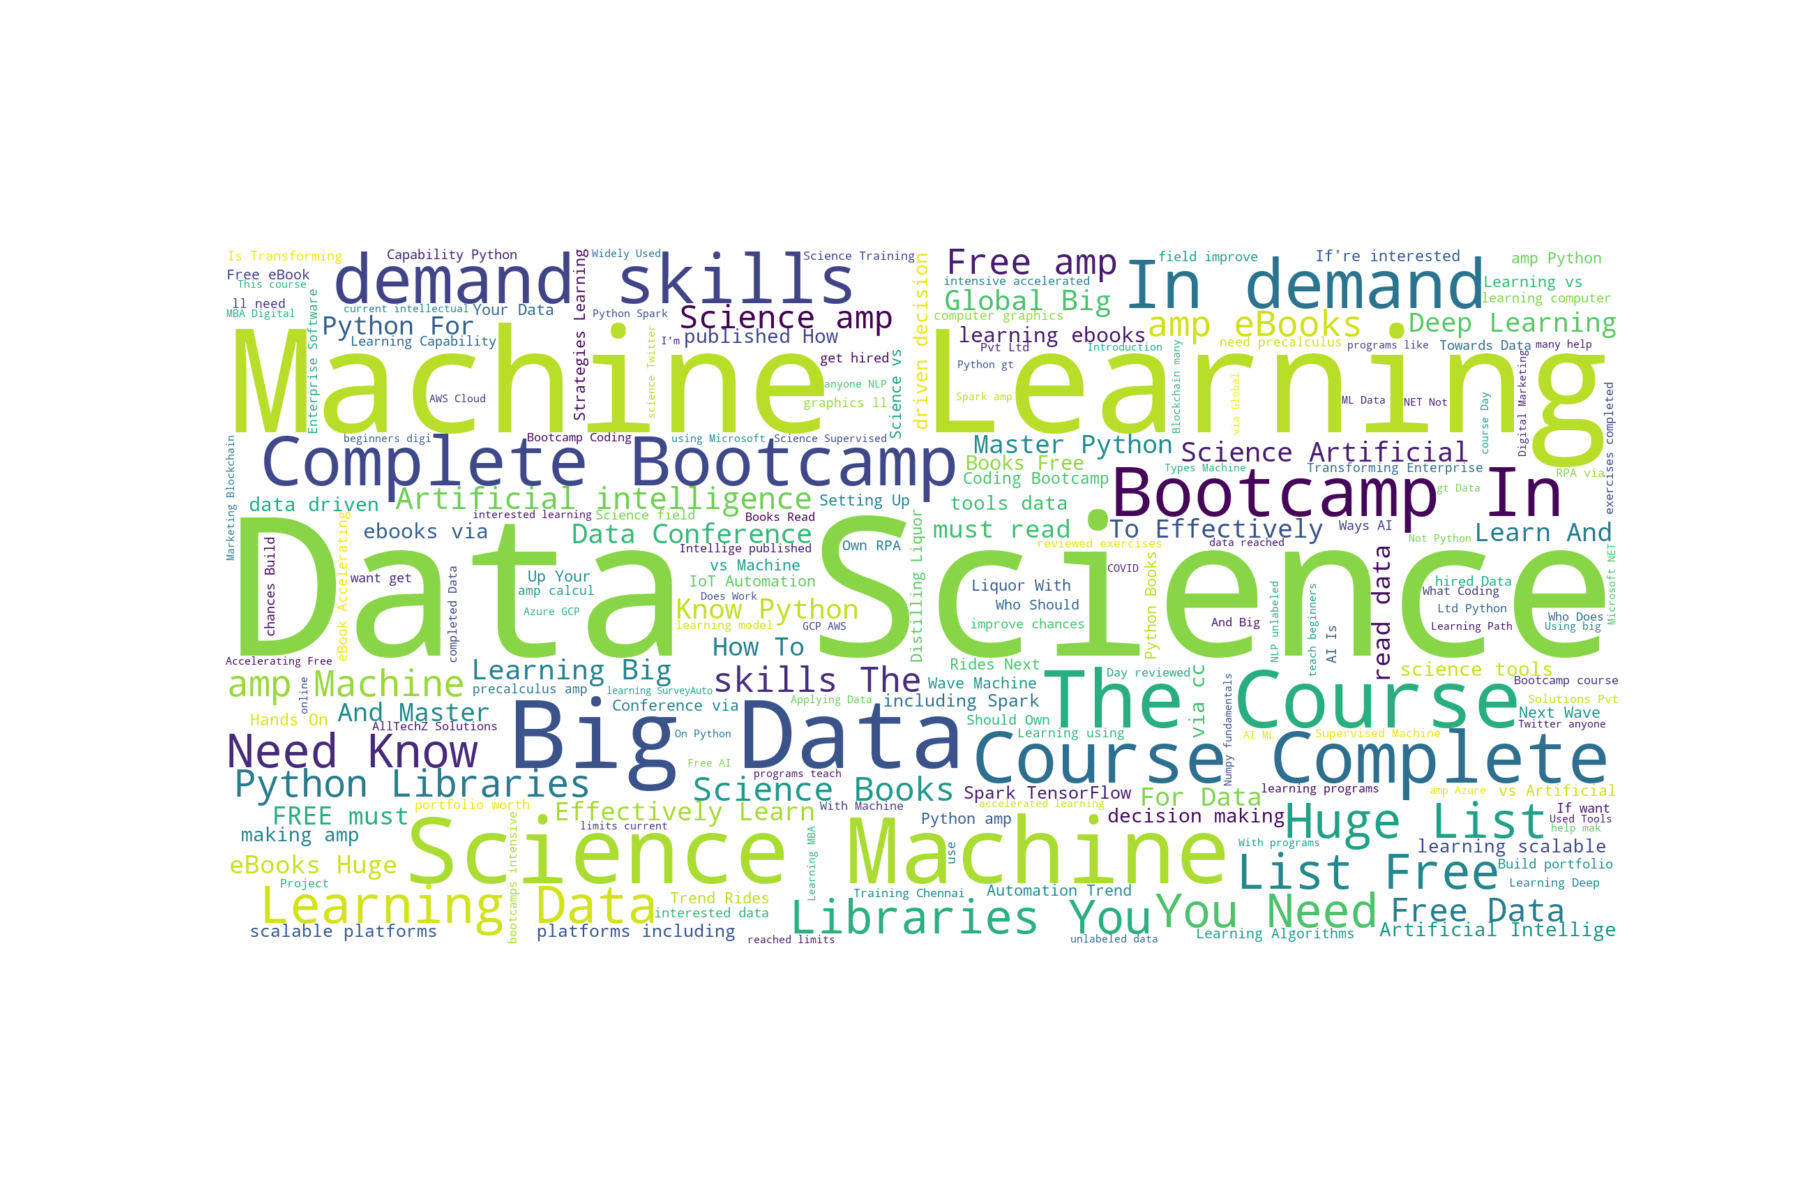 Is Transforming
Capability Python
Widely Used
Science Training
Free amp
field improve
If're interested
amp Python
Free eBook
This course
demand skills
intensive accelerated
In demand
Learning vs
ll need
MBA Digital
current intellectual
Your Data
Python Spark
Science amp
Global Big
computer graphics
learning computer
Enterprise Software
Python For
Learning Capability
Strategies Learning
science Twitter
I'm
published How
get hired
driven decision
learning ebooks
amp eBooks
Deep Learning
need precalculus
programs like
Towards Data
many help
Pvt Ltd
Introduction
Machine Learning
anyone NLP
graphics ll
Science vs
Python gt
Spark amp
AWS Cloud
Blockchain many
via Global
ML Data
NET Not
course Day
Digital Marketing
exercises completed
Marketing Blockchain
beginners digi
Bootcamp Coding
using Microsoft
Science Supervised
Master Python
Science Artificial
Complete Bootcamp
Books Free
Coding Bootcamp
Types Machine
Transforming Enterprise
RPA via
gt Data
Bootcamp In
data driven
Artificial intelligence
Setting Up
tools data
interested learning
Science field
Books Read
ebooks via
Data Conference
must read
To Effectively
Ways AI
Learn And
Data Science
eBook Accelerating
chances Build
want get
completed Data
Intellige published
Own RPA
vs Machine
Up Your
amp calcul
IoT Automation
Does Work
Azure GCP
Know Python
learning model
GCP AWS
Distilling Liquor
reviewed exercises
data reached
COVID
Liquor With
Who Should
improve chances
Python Books
And Big
NLP unlabeled
teach beginners
AI Is
read data
Not Python
hired Data
What Coding
Ltd Python
Learning Path
Who Does
Using big
Microsoft NET
How To
Accelerating Free
Learning Big
skills The
Rides Next
Day reviewed
via cc
science tools
amp Machine
online
precalculus amp
learning SurveyAuto
Wave Machine
Bootcamp course
Applying Data
including Spark
The Course
Solutions Pvt
Hands On
And Master
AllTechZ Solutions
Conference via
Should Own
Learning using
Numpy fundamentals
Next Wave
Twitter anyone
Need Know
Big Data
On Python
Free AI
AI ML
Supervised Machine
Course Complete
Python Libraries
programs teach
Science Books
Spark TensorFlow
For Data
learning programs
amp Azure
vs Artificial
FREE must
portfolio worth
Effectively Learn
With Machine
accelerated learning
decision making
Huge List
If want
Used Tools
making amp
limits current
Python amp
help mak
Science Machine
bootcamps intensive
Learning MBA
use
With programs
learning scalable
eBooks Huge
List Free
Build portfolio
Project
Learning Deep
Learning Data
Trend Rides
Training Chennai
Automation Trend
interested data
Libraries You
You Need
Free Data
scalable platforms
platforms including
reached limits
unlabeled data
Learning Algorithms
Artificial Intellige